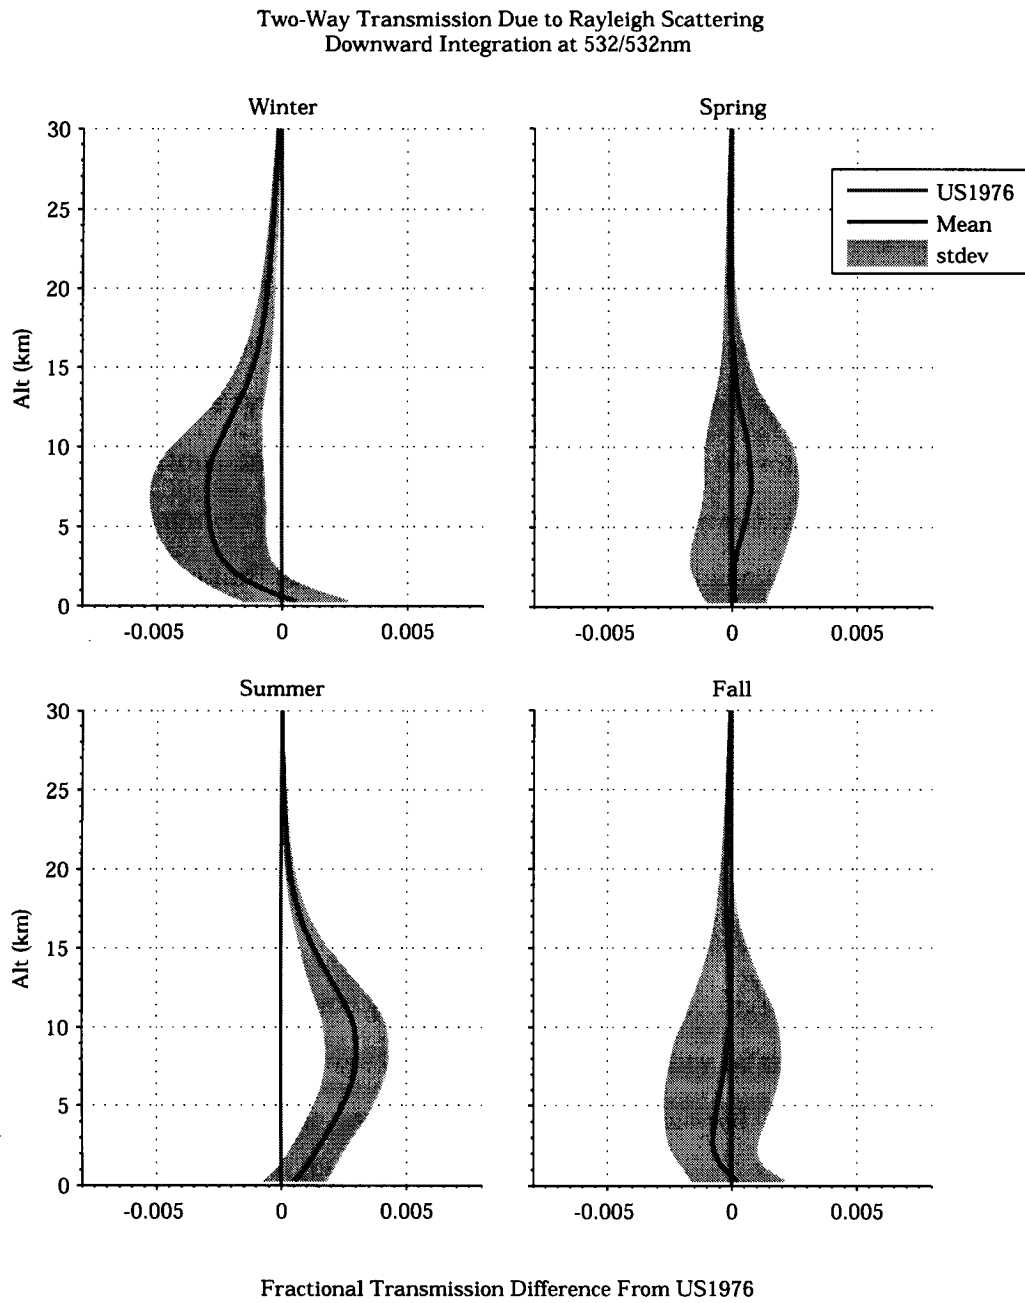 Two-Way Transmission Due to Rayleigh Scattering
Downward Integration at 532/532nm
Winter
Spring
30
25
20
15
10
5
0
Alt (km)
-0.005
0
0.005
US1976
Mean
stdev
-0.005
0
0.005
Summer
Fall
30
25
20
15
10
5
0
Alt (km)
-0.005
0
0.005
-0.005
0
0.005
Fractional Transmission Difference From US1976